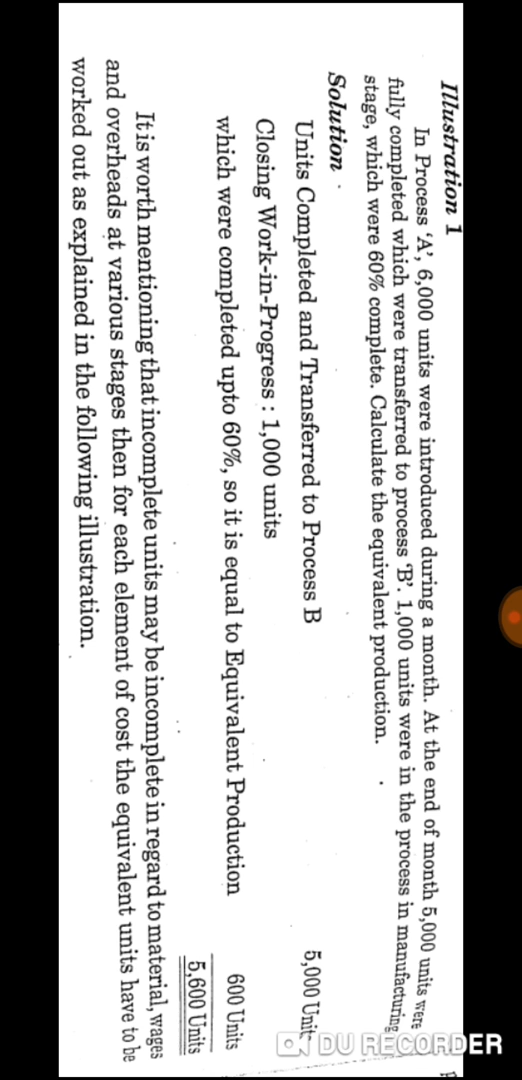 Illustration 1
In Process 'A', 6,000 units were introduced during a month. At the end of month 5,000 units were
fully completed which were transferred to process 'B'. 1,000 units were in the process in manufacturing
stage, which were 60% complete. Calculate the equivalent production.
Solution
Units Completed and Transferred to Process B 5,000 Unit
Closing Work-in-Progress : 1,000 units
which were completed upto 60%, so it is equal to Equivalent Production 600 Units
5,600 Units
It is worth mentioning that incomplete units may be incomplete in regard to material, wages
and overheads at various stages then for each element of cost the equivalent units have to be
worked out as explained in the following illustration.
DU RECORDER